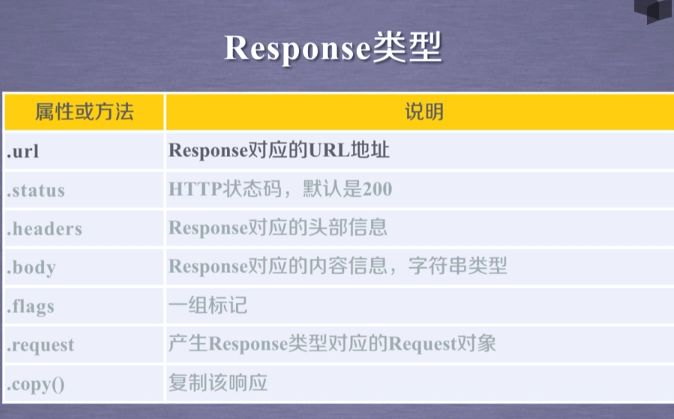 Response类型
属性或方法 说明
.url Response对应的URL地址
.status HTTP状态码，默认是200
.headers Response对应的头部信息
.body Response对应的内容信息，字符串类型
.flags 一组标记
.request 产生Response类型对应的Request对象
.copy() 复制该响应